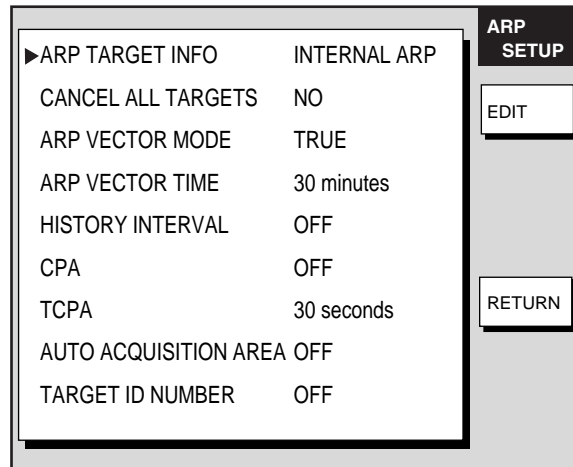 ARP
SETUP
▶ARP TARGET INFO INTERNAL ARP
CANCEL ALL TARGETS NO
ARP VECTOR MODE TRUE
ARP VECTOR TIME 30 minutes
HISTORY INTERVAL OFF
CPA OFF
TCPA 30 seconds
AUTO ACQUISITION AREA OFF
TARGET ID NUMBER OFF
EDIT
RETURN